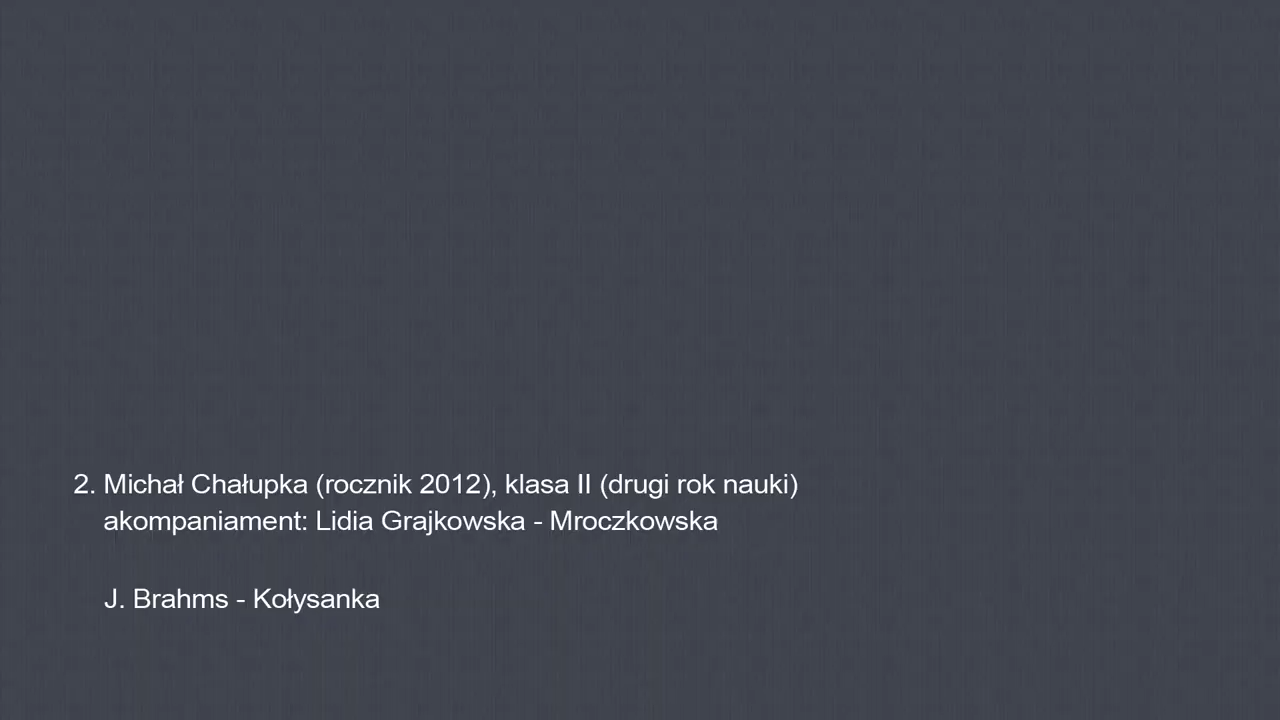 2. Michał Chałupka (rocznik 2012), klasa II (drugi rok nauki)
akompaniament: Lidia Grajkowska - Mroczkowska
J. Brahms - Kołysanka